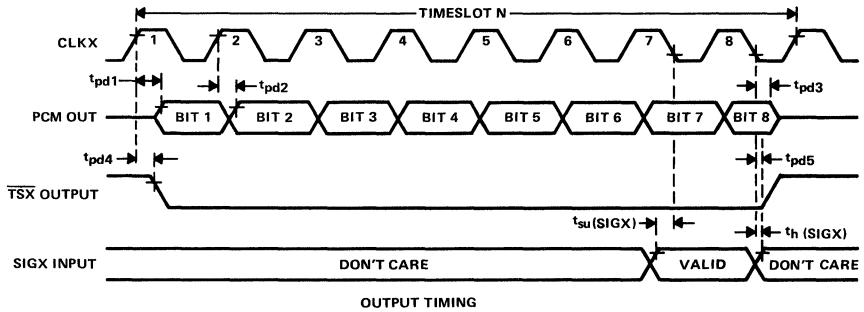 TIMESLOT N
CLKX 1 2 3 4 5 6 7 8
tpd1 tpd2 tpd3
PCM OUT BIT 1 BIT 2 BIT 3 BIT 4 BIT 5 BIT 6 BIT 7 BIT 8
tpd4 tpd5
TSX OUTPUT
tsu(SIGX) th (SIGX)
SIGX INPUT DON'T CARE VALID DON'T CARE
OUTPUT TIMING